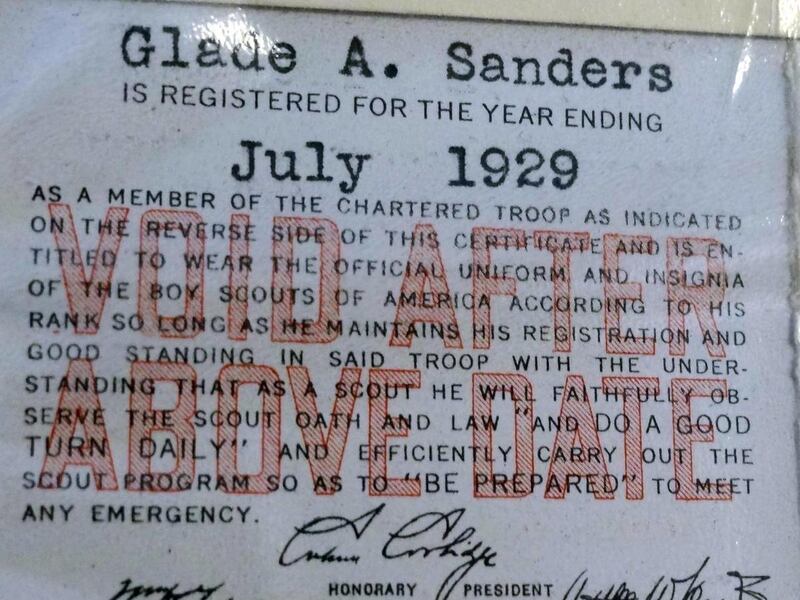 Glade A. Sanders
IS REGISTERED FOR THE YEAR ENDING
July 1929
AS A MEMBER OF THE CHARTERED TROOP AS INDICATED
ON THE REVERSE SIDE OF THIS CERTIFICATE AND IS EN-
TITLED TO WEAR THE OFFICIAL UNIFORM AND INSIGNIA
OF THE BOY SCOUTS OF AMERICA ACCORDING TO HIS
RANK SO LONG AS HE MAINTAINS HIS REGISTRATION AND
GOOD STANDING IN SAID TROOP WITH THE UNDER-
STANDING THAT AS A SCOUT HE WILL FAITHFULLY OB-
SERVE THE SCOUT OATH AND LAW "AND DO A GOOD
TURN DAILY" AND EFFICIENTLY CARRY OUT THE
SCOUT PROGRAM SO AS TO "BE PREPARED" TO MEET
ANY EMERGENCY.
VOID AFTER
ABOVE DATE
Calvin Coolidge
HONORARY PRESIDENT